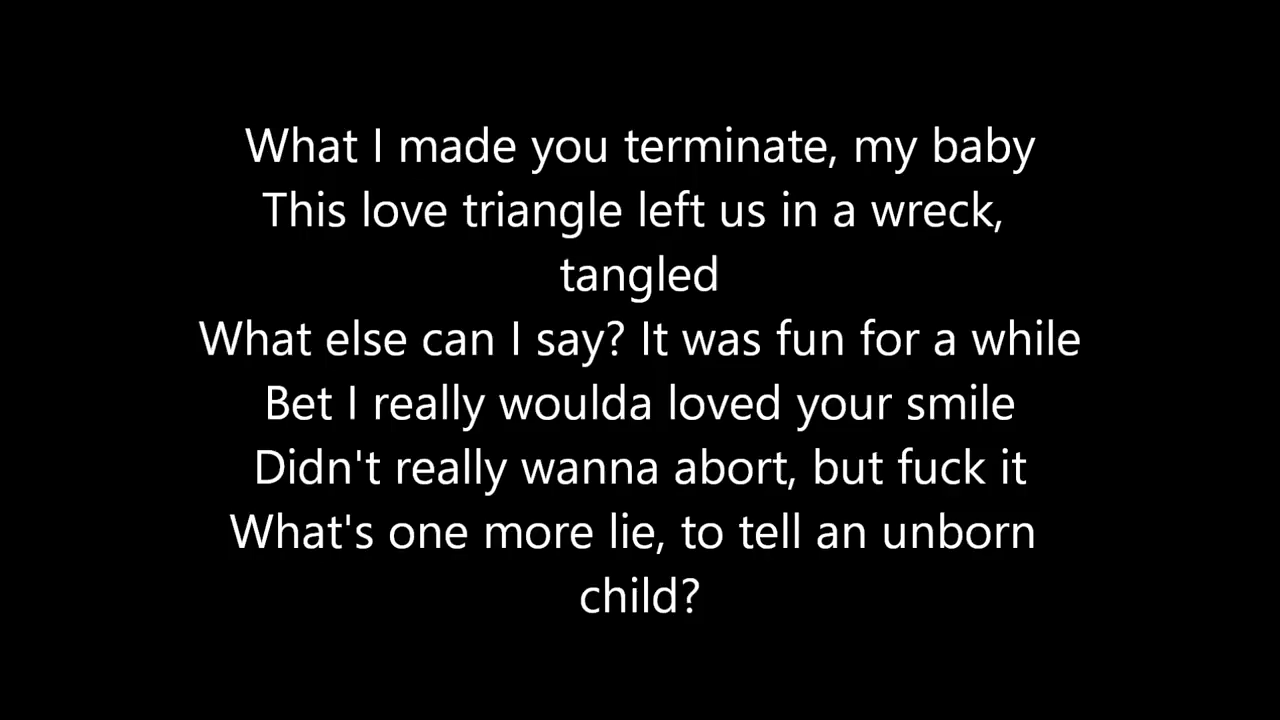 What I made you terminate, my baby
This love triangle left us in a wreck,
tangled
What else can I say? It was fun for a while
Bet I really woulda loved your smile
Didn't really wanna abort, but fuck it
What's one more lie, to tell an unborn
child?